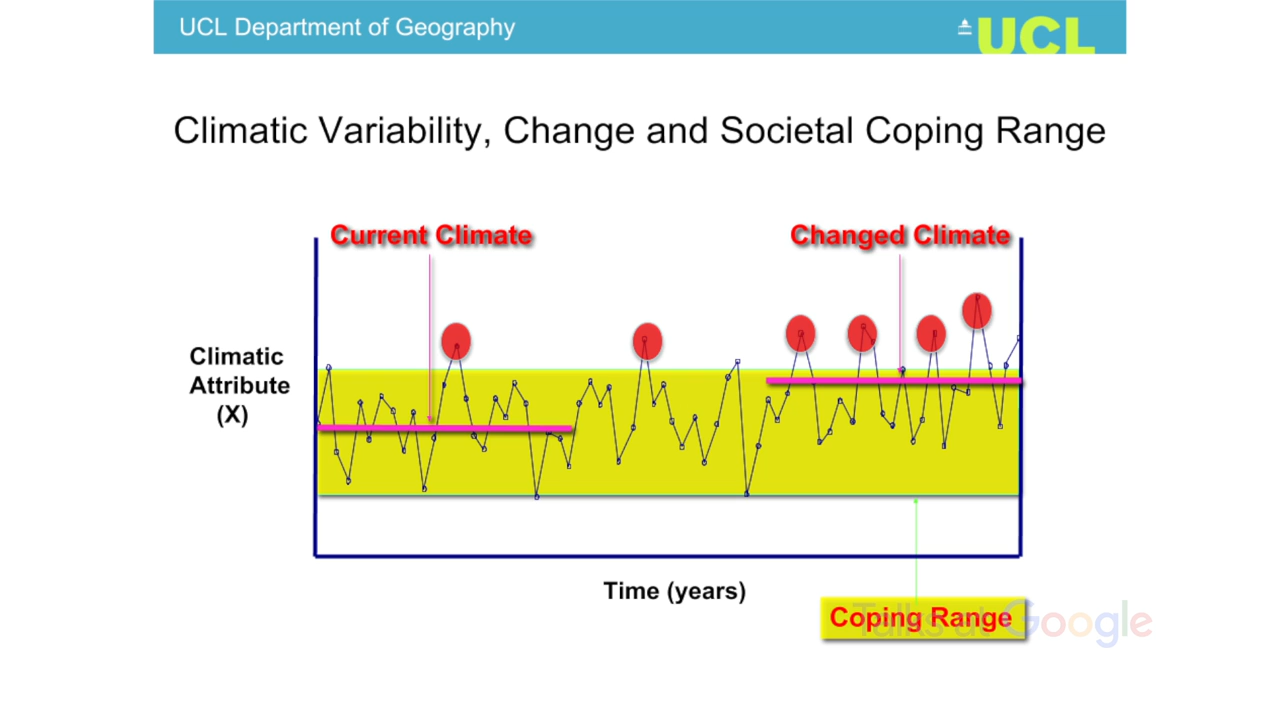 UCL Department of Geography
UCL
Climatic Variability, Change and Societal Coping Range
Current Climate
Changed Climate
Climatic
Attribute
(X)
Time (years)
Coping Range
Talks at Google